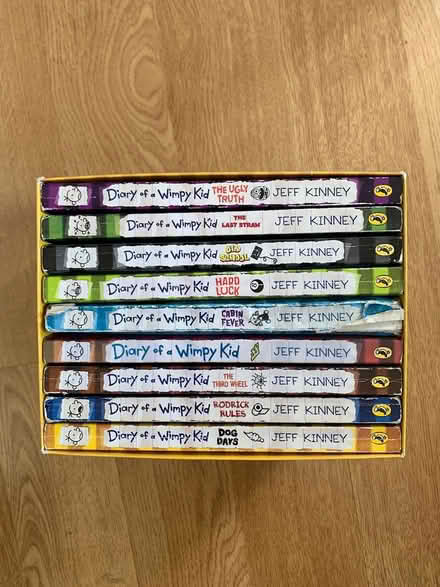 Diary of a Wimpy Kid THE UGLY TRUTH JEFF KINNEY
Diary of a Wimpy Kid THE LAST STRAW JEFF KINNEY
Diary of a Wimpy Kid OLD SCHOOL JEFF KINNEY
Diary of a Wimpy Kid HARD LUCK JEFF KINNEY
Diary of a Wimpy Kid CABIN FEVER JEFF KINNEY
Diary of a Wimpy Kid JEFF KINNEY
Diary of a Wimpy Kid THE THIRD WHEEL JEFF KINNEY
Diary of a Wimpy Kid RODRICK RULES JEFF KINNEY
Diary of a Wimpy Kid DOG DAYS JEFF KINNEY